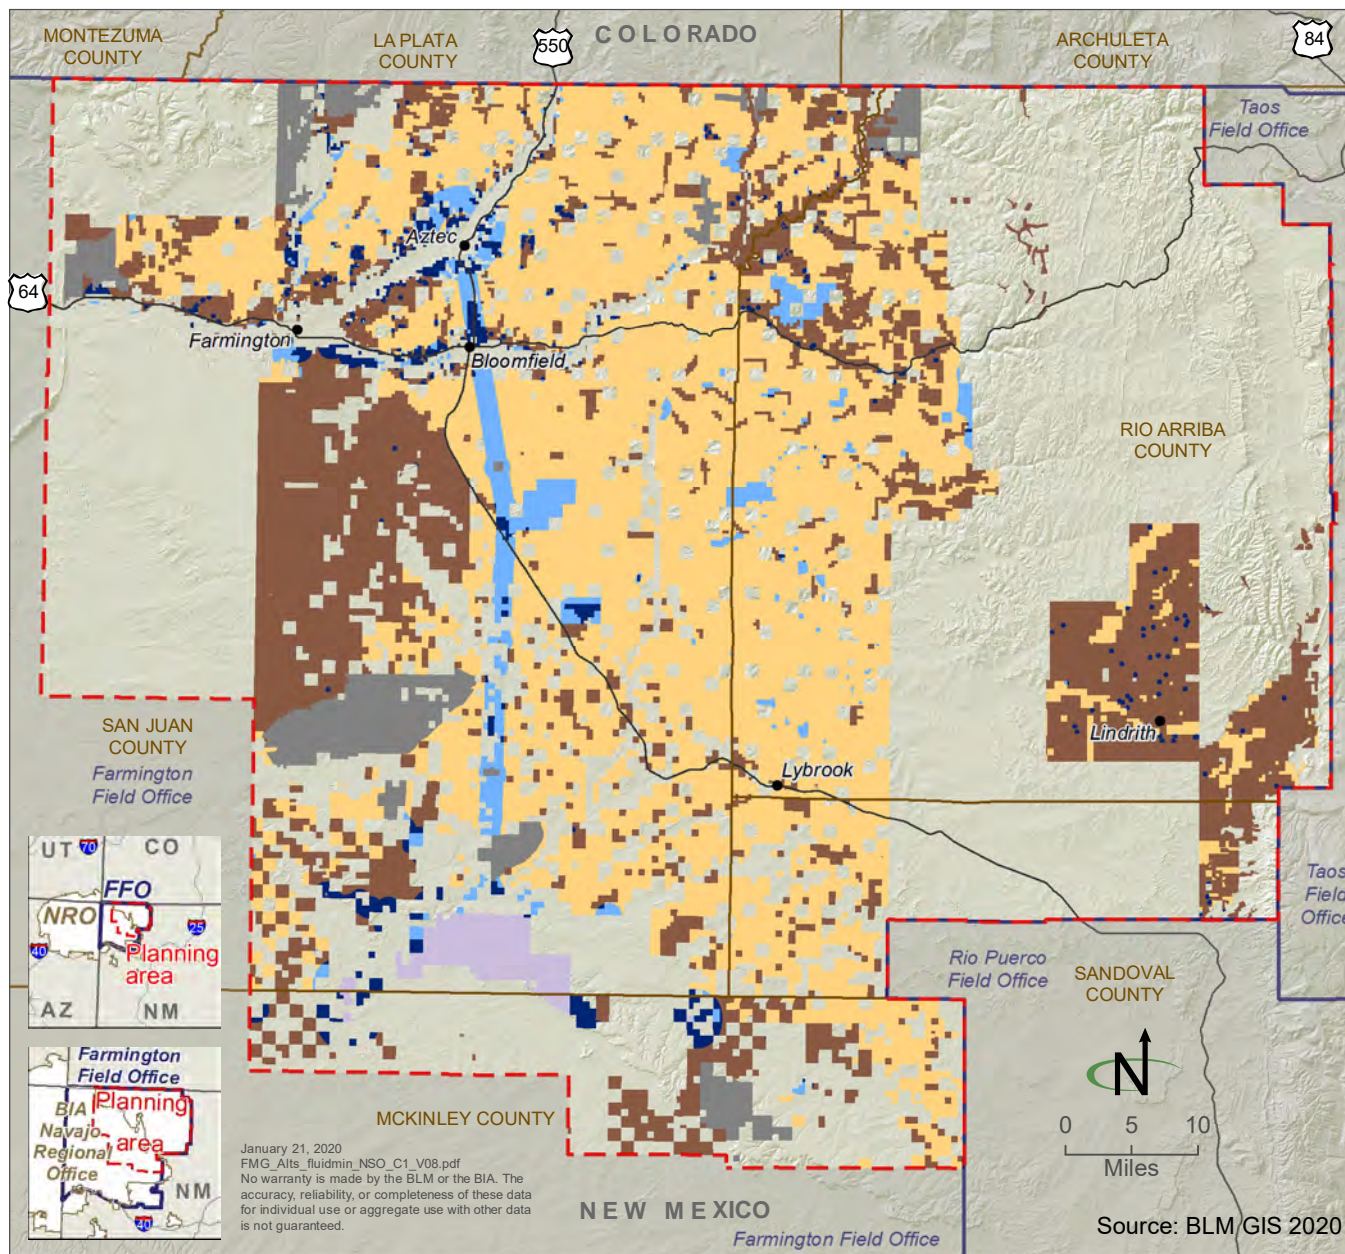 MONTEZUMA
COUNTY
LA PLATA
COUNTY
550
COLORADO
ARCHULETA
COUNTY
84
Taos
Field Office
Aztec
64
Farmington
Bloomfield
RIO ARRIBA
COUNTY
SAN JUAN
COUNTY
Farmington
Field Office
Lindrith
Lybrook
UT
70
CO
FFO
NRO
25
40
Planning
area
AZ
NM
Taos
Field
Office
Rio Puerco
Field Office
SANDOVAL
COUNTY
N
Farmington
Field Office
BIA
Navajo
Regional
Office
Planning
area
NM
40
MCKINLEY COUNTY
January 21, 2020
FMG_Alts_fluidmin_NSO_C1_V08.pdf
No warranty is made by the BLM or the BIA. The
accuracy, reliability, or completeness of these data
for individual use or aggregate use with other data
is not guaranteed.
0 5 10
Miles
NEW MEXICO
Farmington Field Office
Source: BLM GIS 2020